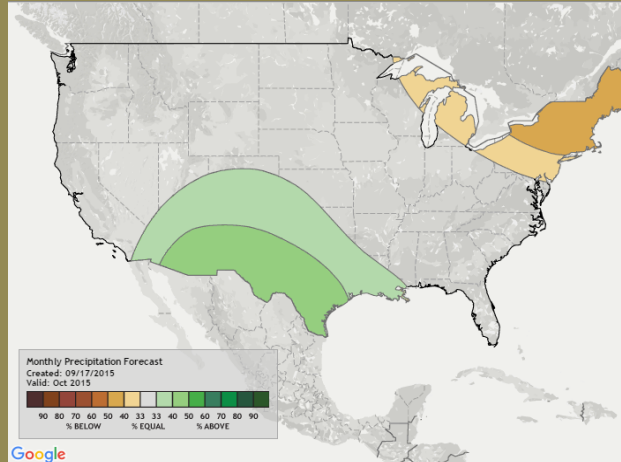 Monthly Precipitation Forecast
Created: 09/17/2015
Valid: Oct 2015
90 80 70 60 50 40 33 33 40 50 60 70 80 90
% BELOW % EQUAL % ABOVE
Google